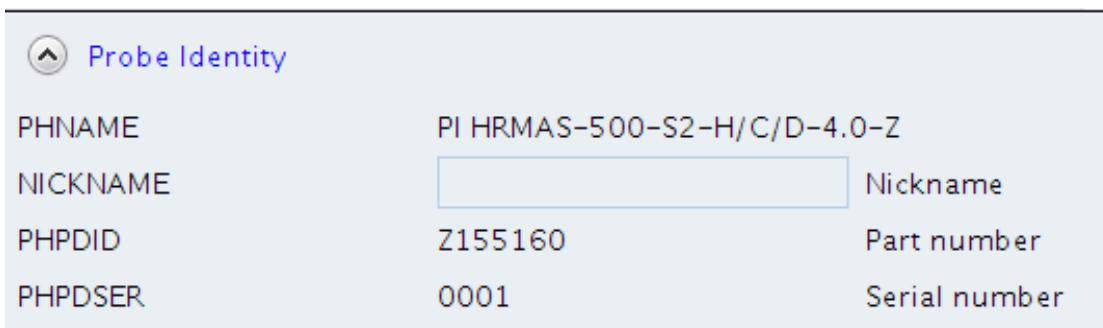 Probe Identity
PHNAME PI HRMAS-500-S2-H/C/D-4.0-Z
NICKNAME Nickname
PHPDID Z155160 Part number
PHPDSER 0001 Serial number